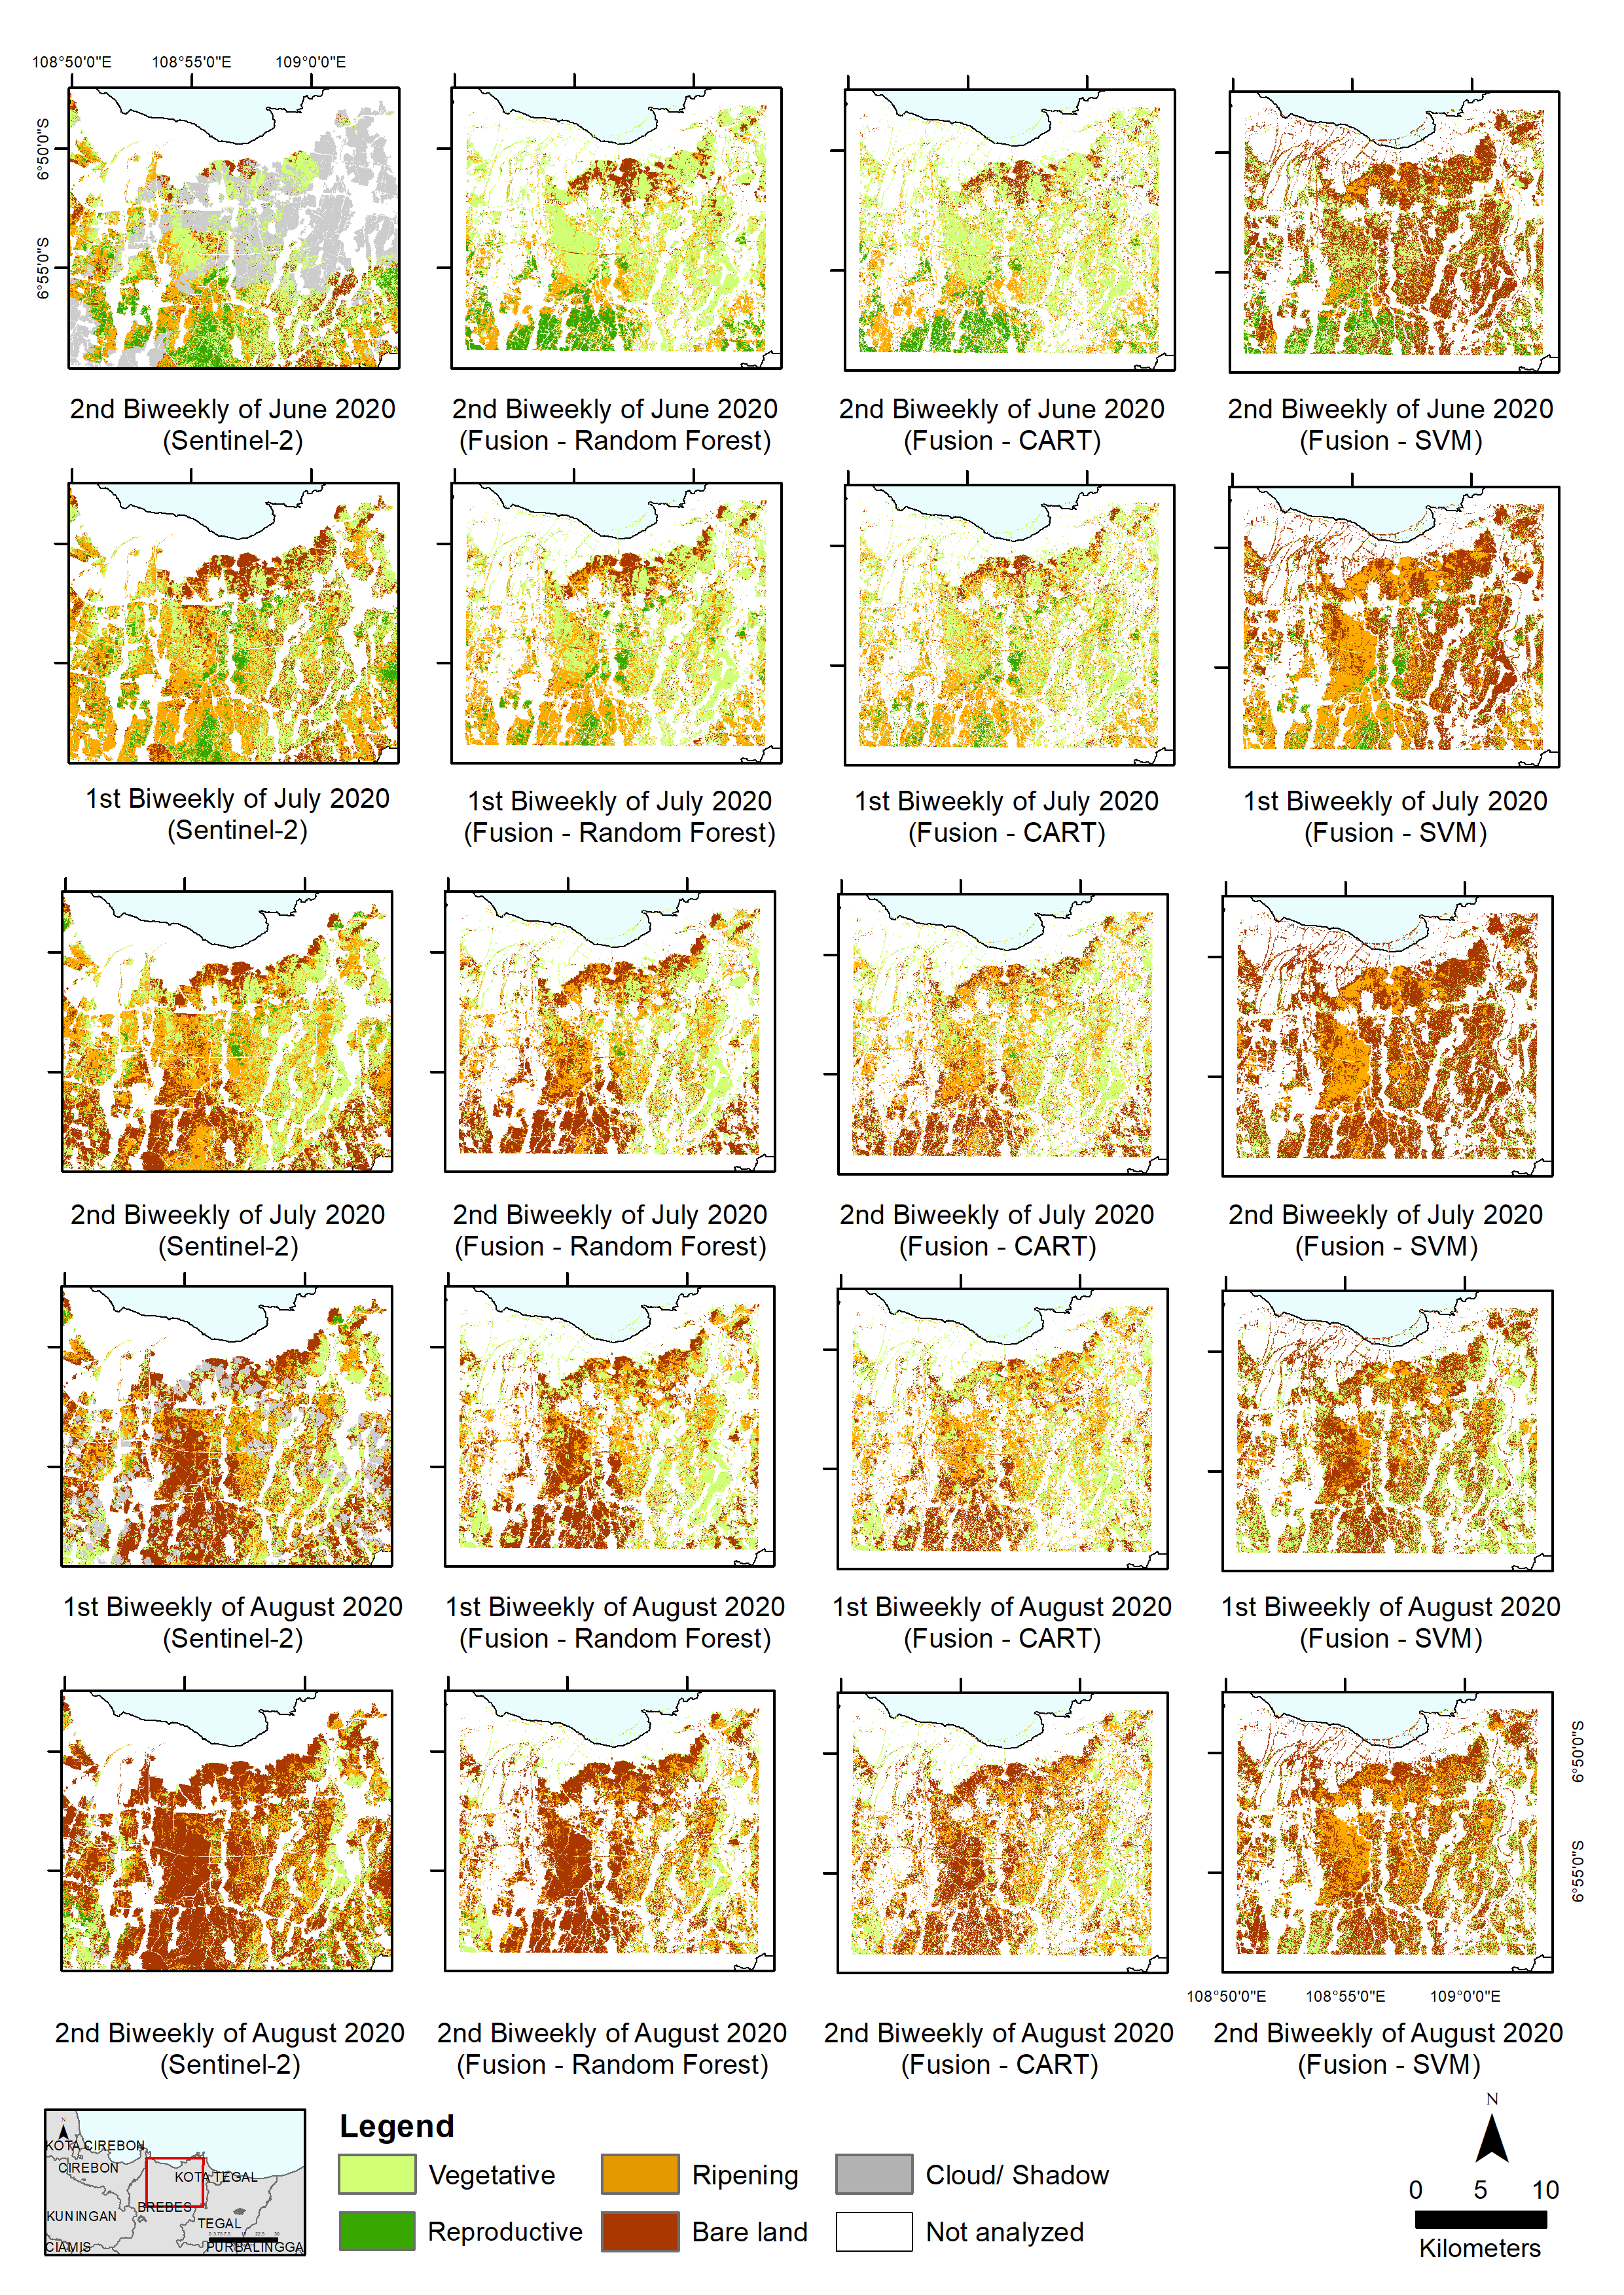 108°50'0"E 108°55'0"E 109°0'0"E
6°50'0"S
6°55'0"S
2nd Biweekly of June 2020
(Sentinel-2)
2nd Biweekly of June 2020
(Fusion - Random Forest)
2nd Biweekly of June 2020
(Fusion - CART)
2nd Biweekly of June 2020
(Fusion - SVM)
1st Biweekly of July 2020
(Sentinel-2)
1st Biweekly of July 2020
(Fusion - Random Forest)
1st Biweekly of July 2020
(Fusion - CART)
1st Biweekly of July 2020
(Fusion - SVM)
2nd Biweekly of July 2020
(Sentinel-2)
2nd Biweekly of July 2020
(Fusion - Random Forest)
2nd Biweekly of July 2020
(Fusion - CART)
2nd Biweekly of July 2020
(Fusion - SVM)
1st Biweekly of August 2020
(Sentinel-2)
1st Biweekly of August 2020
(Fusion - Random Forest)
1st Biweekly of August 2020
(Fusion - CART)
1st Biweekly of August 2020
(Fusion - SVM)
6°50'0"S
6°55'0"S
108°50'0"E 108°55'0"E 109°0'0"E
2nd Biweekly of August 2020
(Sentinel-2)
2nd Biweekly of August 2020
(Fusion - Random Forest)
2nd Biweekly of August 2020
(Fusion - CART)
2nd Biweekly of August 2020
(Fusion - SVM)
N
KOTA CIREBON
CIREBON
KOTA TEGAL
BREBES
KUNINGAN
TEGAL
CIAMIS
PURBALINGGA
Legend
Vegetative
Ripening
Cloud/ Shadow
Reproductive
Bare land
Not analyzed
N
0 5 10
Kilometers